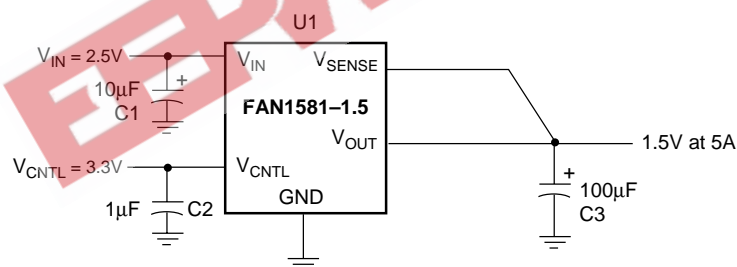 U1
V_IN = 2.5V
V_IN
V_SENSE
10µF
+
C1
FAN1581–1.5
V_OUT
1.5V at 5A
V_CNTL = 3.3V
V_CNTL
1µF
C2
GND
+
100µF
C3